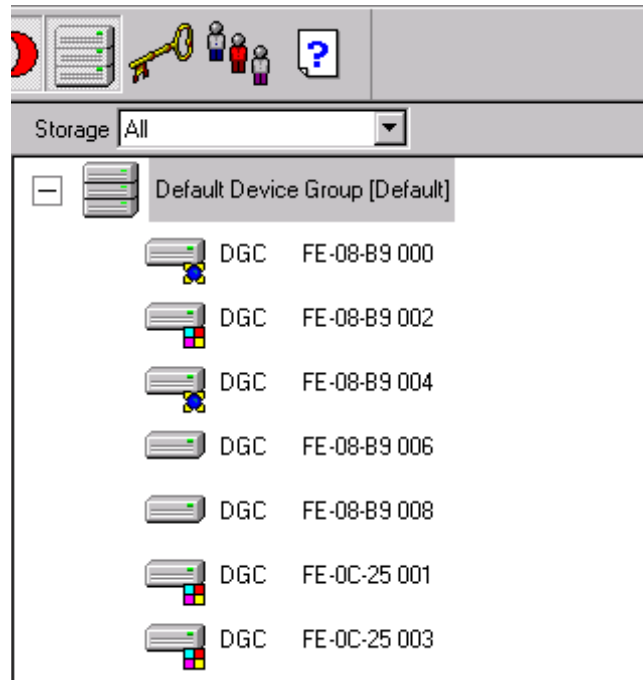 ?
Storage All
Default Device Group [Default]
DGC FE-08-B9 000
DGC FE-08-B9 002
DGC FE-08-B9 004
DGC FE-08-B9 006
DGC FE-08-B9 008
DGC FE-0C-25 001
DGC FE-0C-25 003